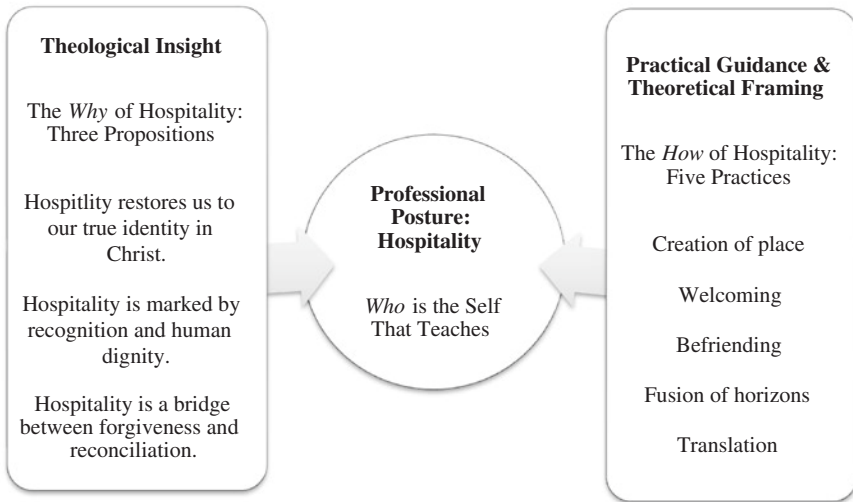 Theological Insight
The Why of Hospitality:
Three Propositions
Hospitlity restores us to
our true identity in
Christ.
Hospitality is marked by
recognition and human
dignity.
Hospitality is a bridge
between forgiveness and
reconciliation.
Professional
Posture:
Hospitality
Who is the Self
That Teaches
Practical Guidance &
Theoretical Framing
The How of Hospitality:
Five Practices
Creation of place
Welcoming
Befriending
Fusion of horizons
Translation